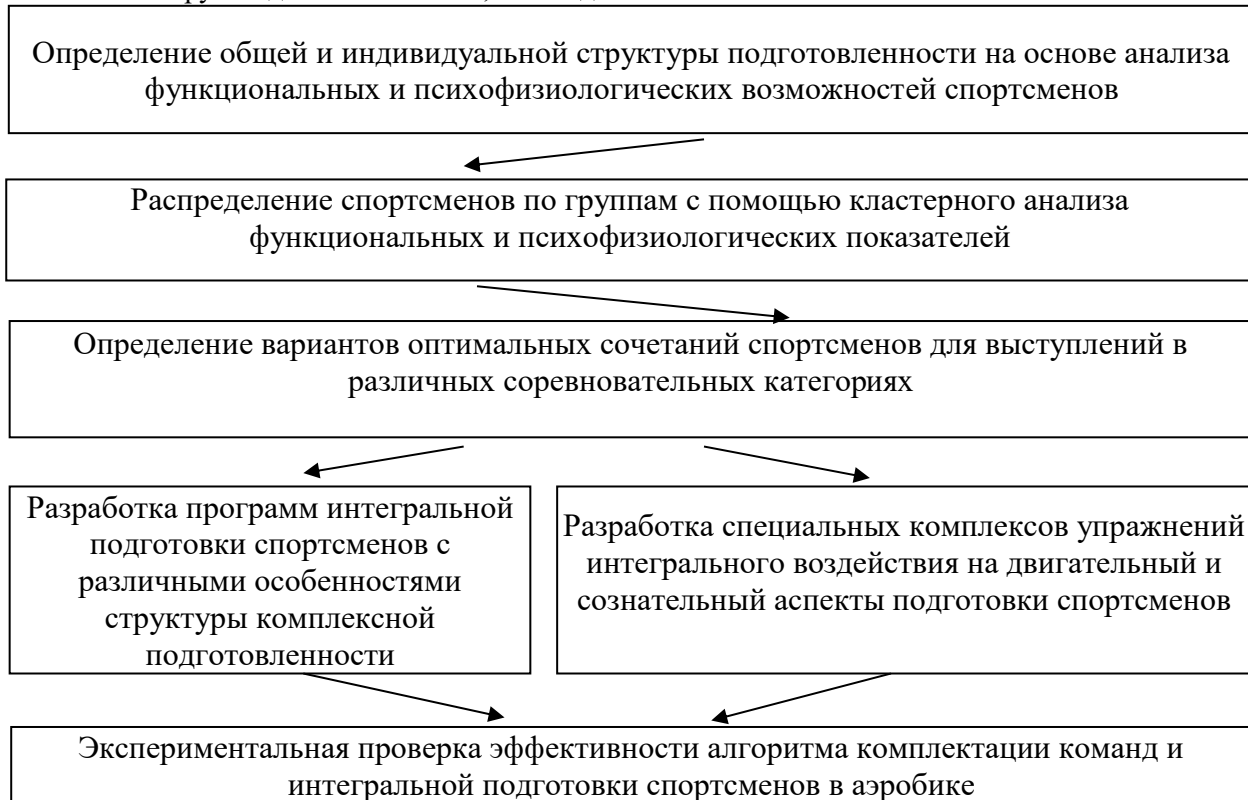 Определение общей и индивидуальной структуры подготовленности на основе анализа
функциональных и психофизиологических возможностей спортсменов
Распределение спортсменов по группам с помощью кластерного анализа
функциональных и психофизиологических показателей
Определение вариантов оптимальных сочетаний спортсменов для выступлений в
различных соревновательных категориях
Разработка программ интегральной
подготовки спортсменов с
различными особенностями
структуры комплексной
подготовленности
Разработка специальных комплексов упражнений
интегрального воздействия на двигательный и
сознательный аспекты подготовки спортсменов
Экспериментальная проверка эффективности алгоритма комплектации команд и
интегральной подготовки спортсменов в аэробике